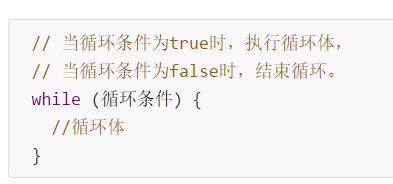 // 当循环条件为true时，执行循环体，
// 当循环条件为false时，结束循环。
while (循环条件) {
  //循环体
}